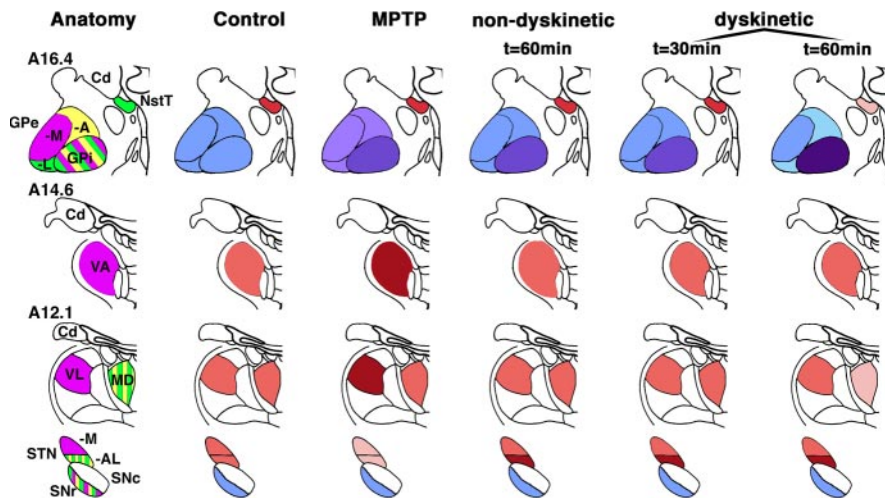 Anatomy Control MPTP non-dyskinetic dyskinetic
t=60min t=30min t=60min
A16.4
Cd
NstT
GPe
-M -A
-L GPi
A14.6
Cd
VA
A12.1
Cd
VL MD
-M
STN -AL
SNc
SNr